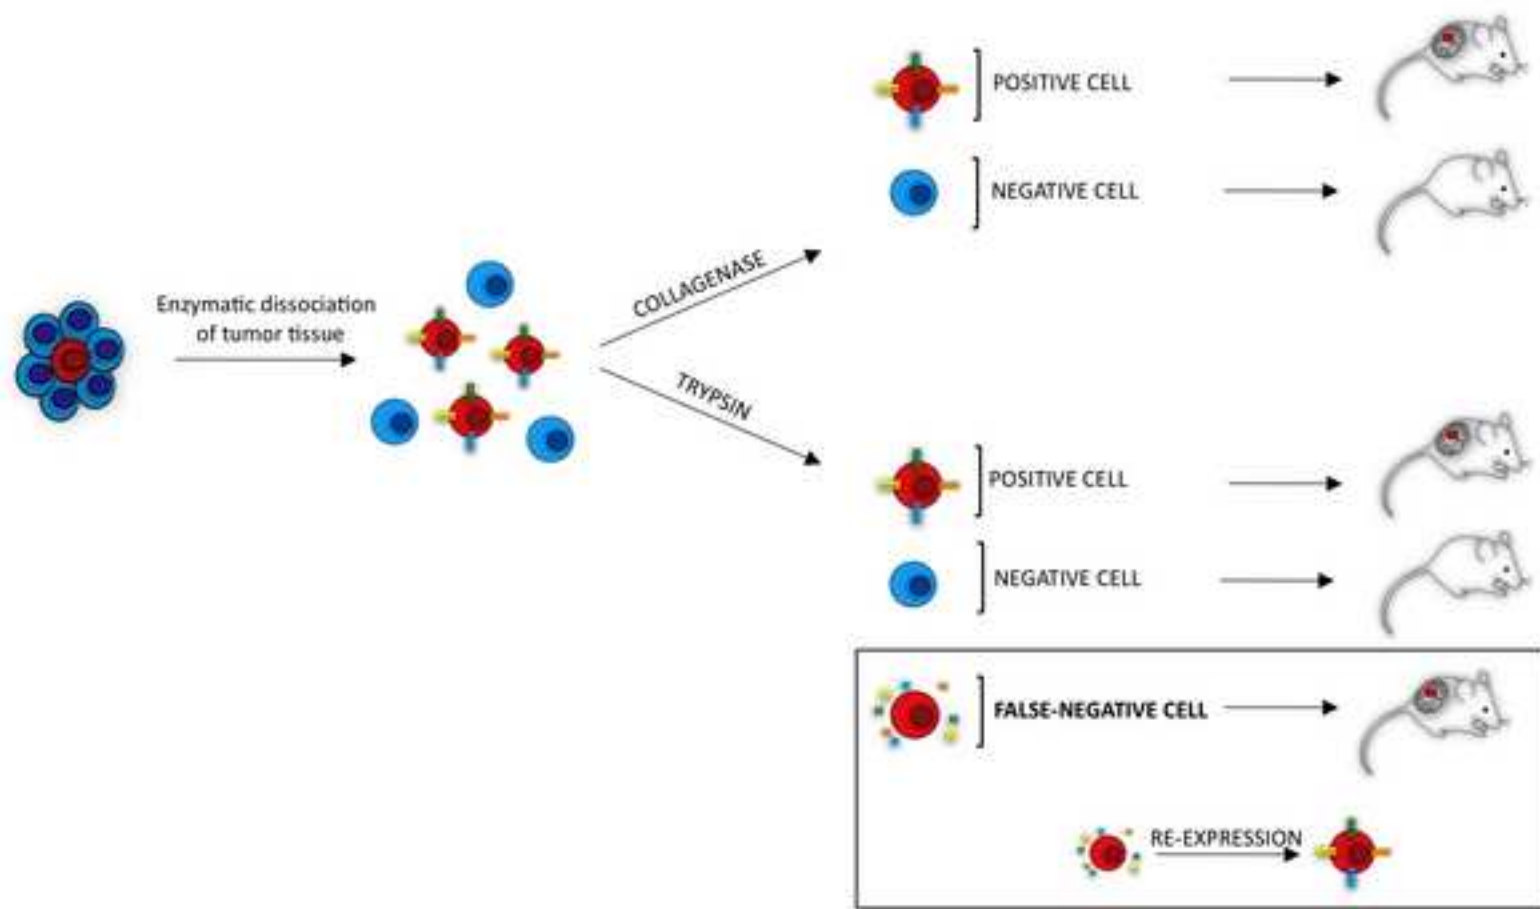 POSITIVE CELL
NEGATIVE CELL
COLLAGENASE
Enzymatic dissociation
of tumor tissue
TRYPSIN
POSITIVE CELL
NEGATIVE CELL
FALSE-NEGATIVE CELL
RE-EXPRESSION